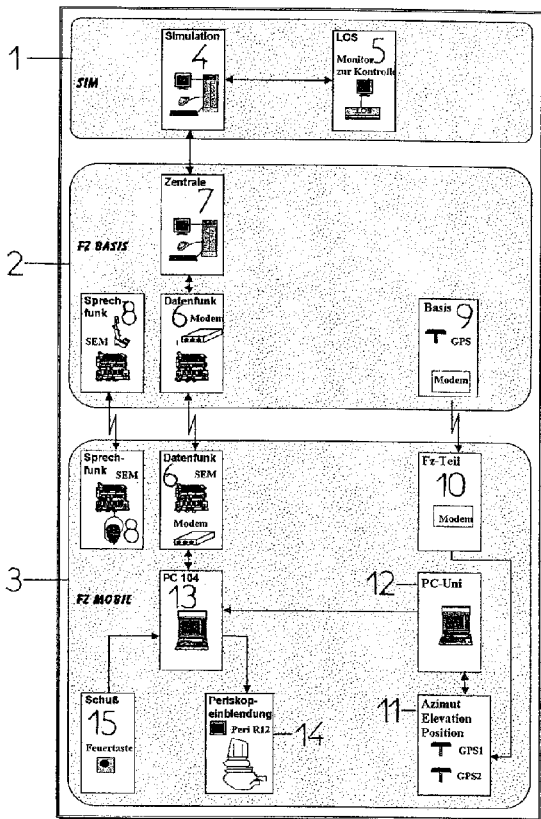 1
SIM
Simulation
4
LOS
5
Monitor
zur Kontrolle
LOS
2
FZ BASIS
Zentrale
7
Sprech-
funk
8
SEM
Datenfunk
6 Modem
Basis
9
GPS
Modem
3
FZ MOBIL
Sprech-
funk
SEM
8
Datenfunk
6 SEM
Modem
Fz-Teil
10
Modem
PC 104
13
12
PC-Uni
Schuß
15
Feuertaste
Periskop-
einblendung
Peri R12
14
11
Azimut
Elevation
Position
GPS1
GPS2